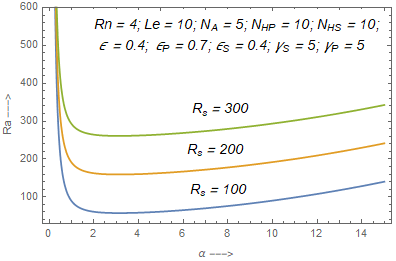 Rn = 4; Le = 10; N_A = 5; N_HP = 10; N_HS = 10;
ϵ = 0.4; ϵ_P = 0.7; ϵ_S = 0.4; γ_S = 5; γ_P = 5
600
500
400
300
200
100
Ra ---->
R_s = 300
R_s = 200
R_s = 100
0 2 4 6 8 10 12 14
α ---->